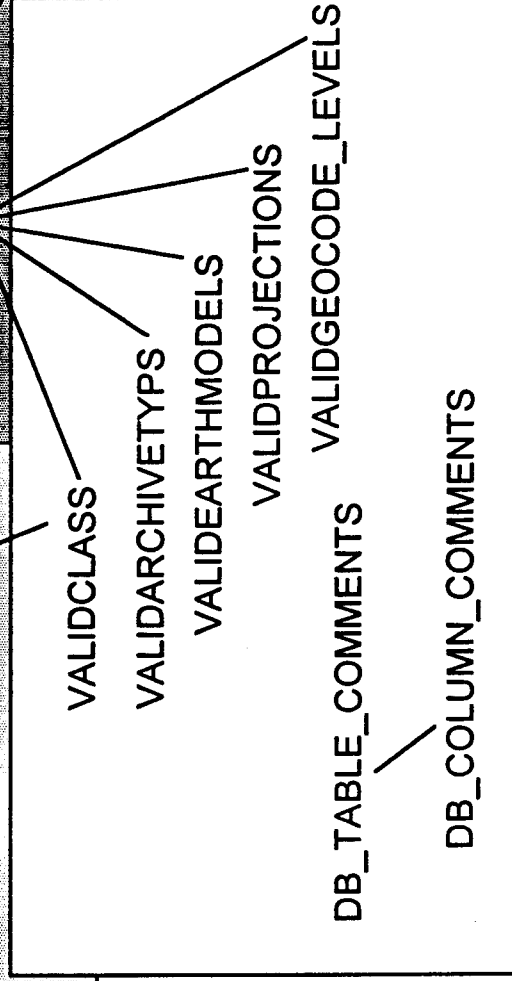 VALIDCLASS
VALIDARCHIVETYPS
VALIDEARTHMODELS
VALIDPROJECTIONS
VALIDGEOCODE_LEVELS
DB_TABLE_COMMENTS
DB_COLUMN_COMMENTS